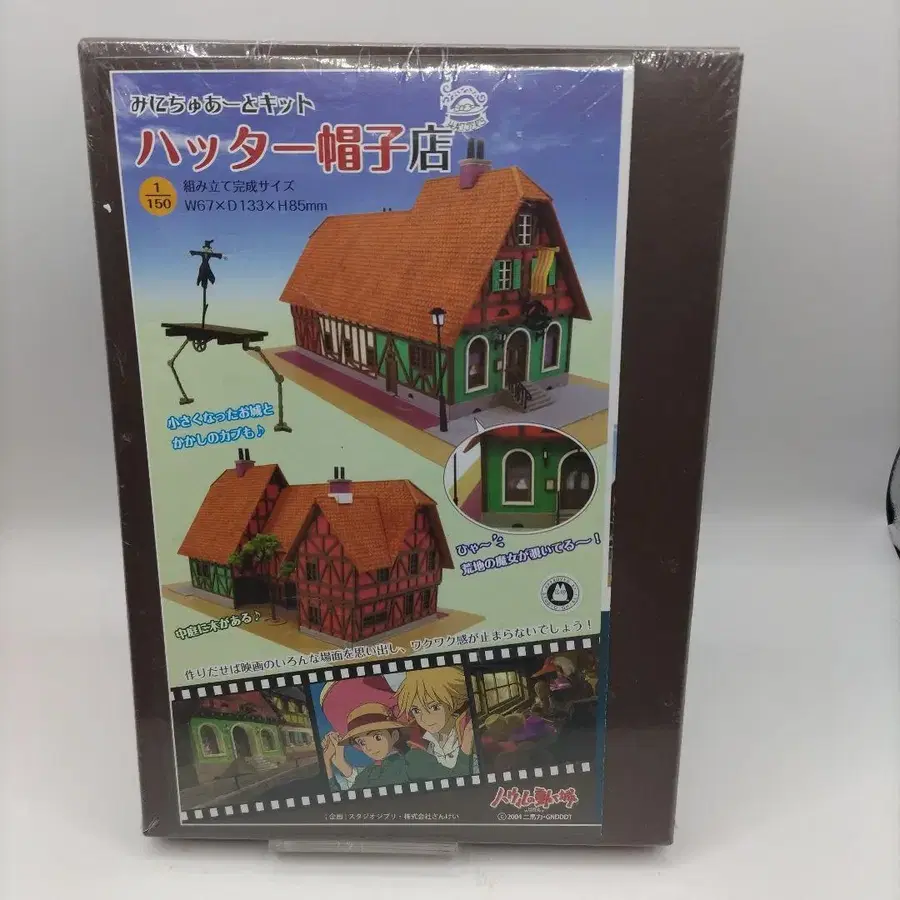 みにちゅあーとキット
ハッター帽子店
1
150
組み立て完成サイズ
W67×D133×H85mm
小さくなったお城と
かかしのカブも♪
ひゃ〜
荒地の魔女が覗いてる〜！
中庭に木がある♪
作りだせば映画のいろんな場面を思い出し、ワクワク感が止まらないでしょう！
ハウルの動く城
［企画］スタジオジブリ・株式会社さんけい
©2004 二馬力・GNDDDT